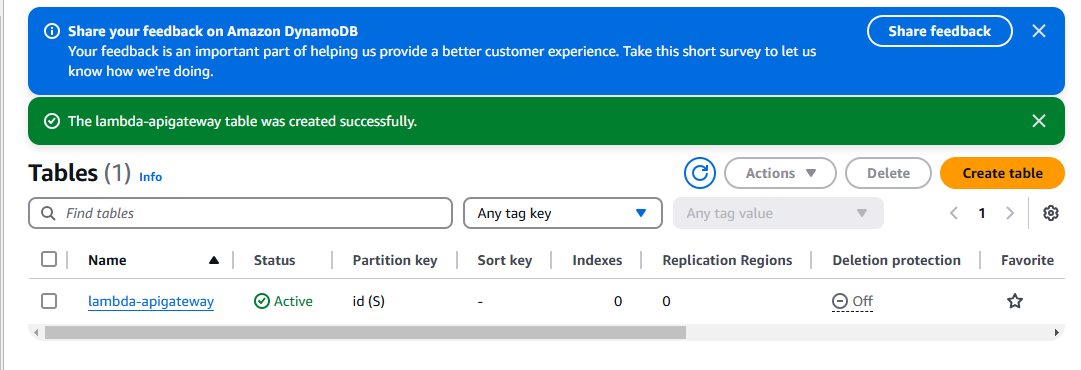 Share your feedback on Amazon DynamoDB
Your feedback is an important part of helping us provide a better customer experience. Take this short survey to let us
know how we're doing.
Share feedback
The lambda-apigateway table was created successfully.
Tables (1) Info
Actions
Delete
Create table
Find tables
Any tag key
Any tag value
1
Name Status Partition key Sort key Indexes Replication Regions Deletion protection Favorite
lambda-apigateway Active id (S) - 0 0 Off